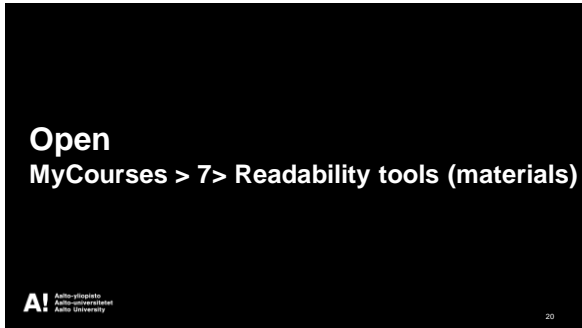 Open
MyCourses > 7> Readability tools (materials)
A! Aalto-yliopisto
Aalto-universitetet
Aalto University
20